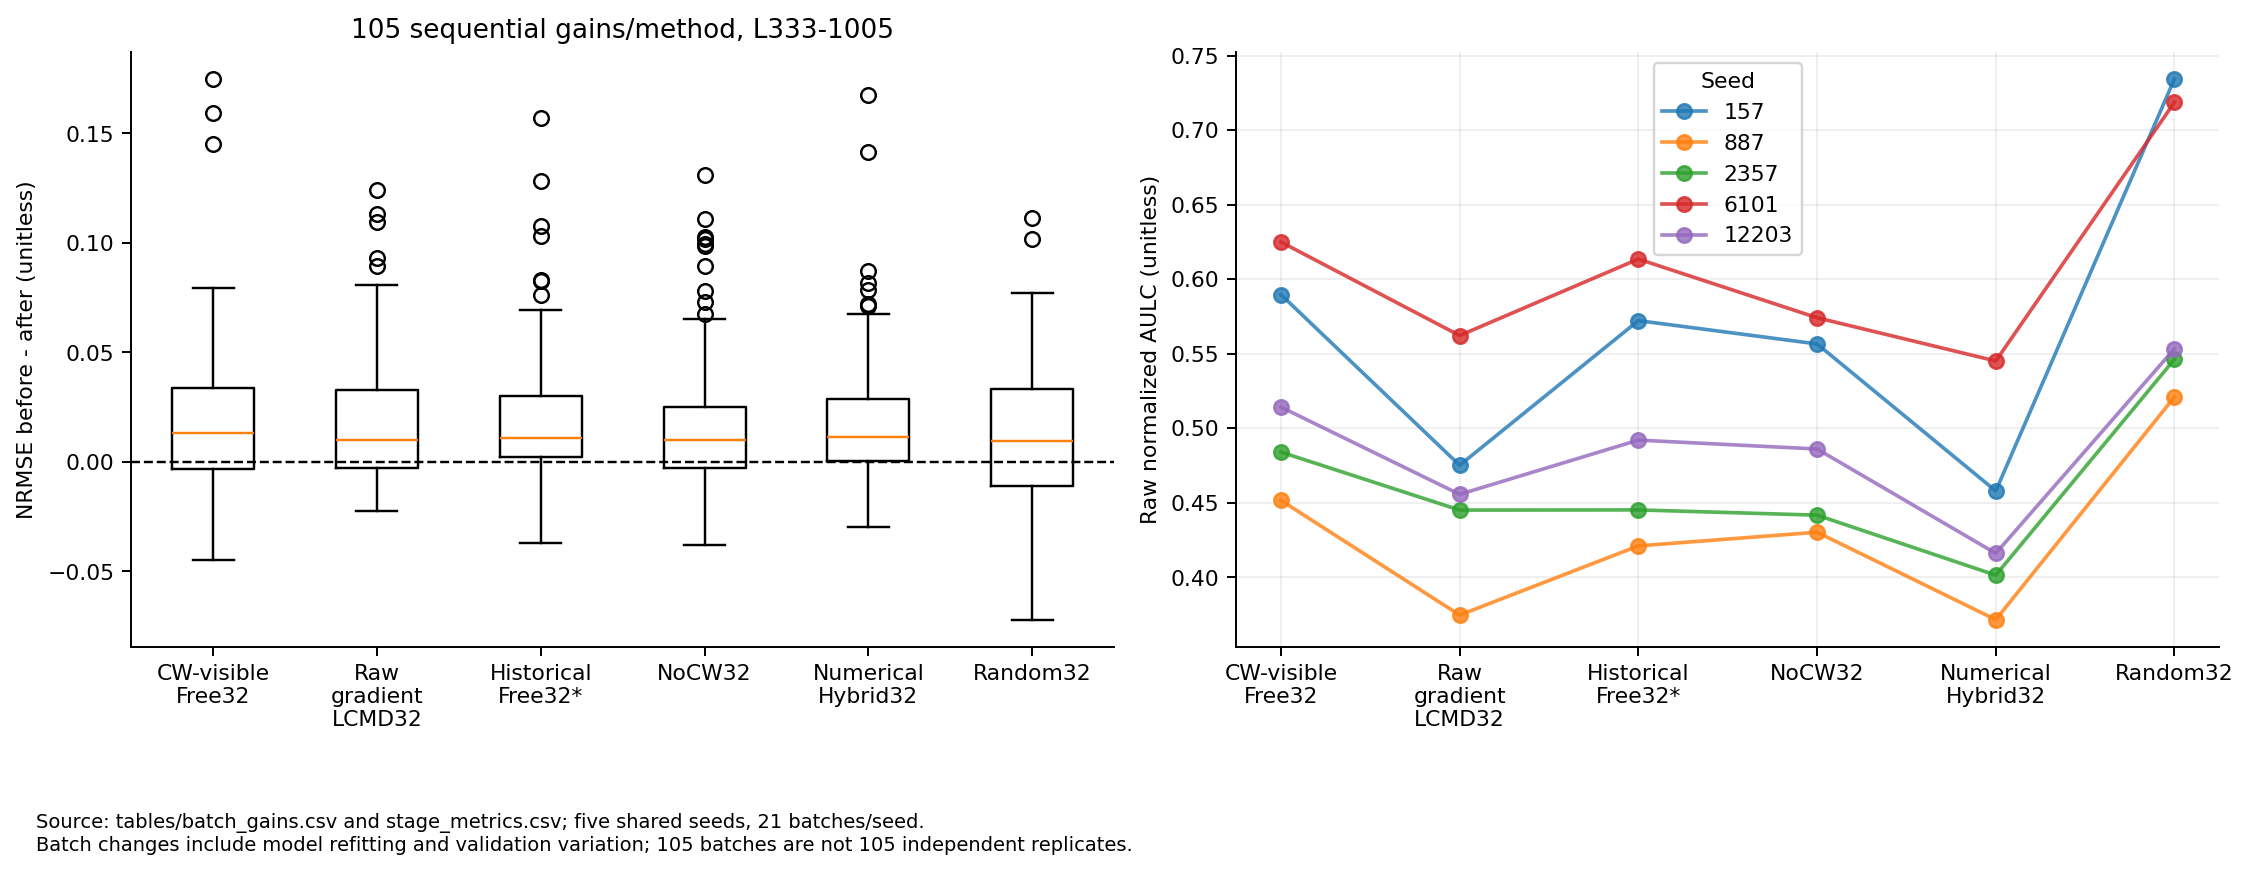 105 sequential gains/method, L333-1005
NRMSE before - after (unitless)
0.15
0.10
0.05
0.00
−0.05
CW-visible
Free32
Raw
gradient
LCMD32
Historical
Free32*
NoCW32
Numerical
Hybrid32
Random32
Raw normalized AULC (unitless)
0.75
0.70
0.65
0.60
0.55
0.50
0.45
0.40
Seed
157
887
2357
6101
12203
CW-visible
Free32
Raw
gradient
LCMD32
Historical
Free32*
NoCW32
Numerical
Hybrid32
Random32
Source: tables/batch_gains.csv and stage_metrics.csv; five shared seeds, 21 batches/seed.
Batch changes include model refitting and validation variation; 105 batches are not 105 independent replicates.